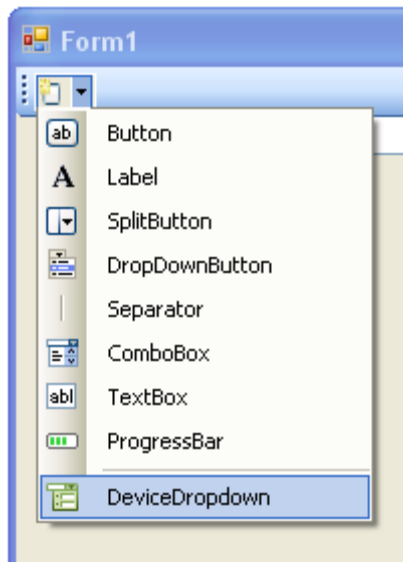 Form1
ab Button
A Label
SplitButton
DropDownButton
Separator
ComboBox
abl TextBox
ProgressBar
DeviceDropdown